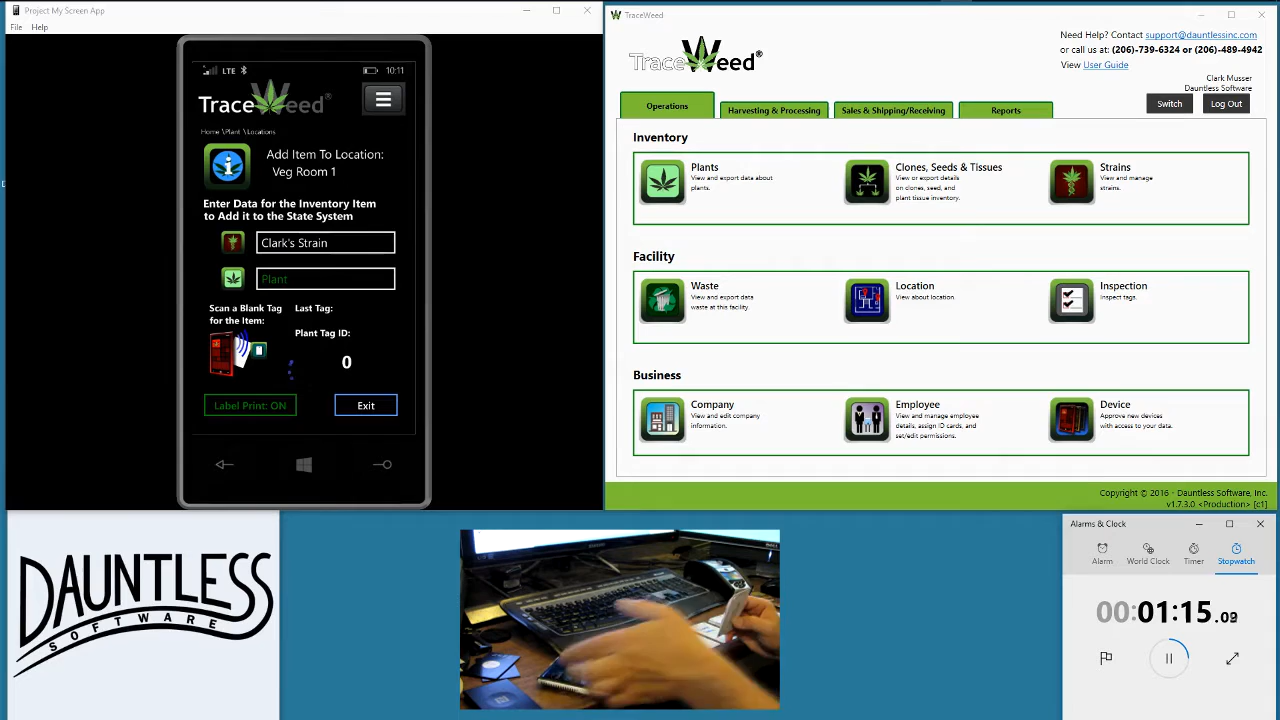 Project My Screen App
File Help
LTE 10:11
TraceWeed®
Home \Plant \Locations
Add Item To Location:
Veg Room 1
Enter Data for the Inventory Item
to Add it to the State System
Clark's Strain
Plant
Scan a Blank Tag
for the Item:
Last Tag:
Plant Tag ID:
0
Label Print: ON
Exit
TraceWeed
TraceWeed®
Need Help? Contact support@dauntlessinc.com
or call us at: (206)-739-6324 or (206)-489-4942
View User Guide
Clark Musser
Dauntless Software
Switch
Log Out
Operations
Harvesting & Processing
Sales & Shipping/Receiving
Reports
Inventory
Plants
View and export data about
plants.
Clones, Seeds & Tissues
View or export details
on clones, seed, and
plant tissue inventory.
Strains
View and manage
strains.
Facility
Waste
View and export data
waste at this facility.
Location
View about location.
Inspection
Inspect tags.
Business
Company
View and edit company
information.
Employee
View and manage employee
details, assign ID cards, and
set/edit permissions.
Device
Approve new devices
with access to your data.
Copyright © 2016 - Dauntless Software, Inc.
v1.7.3.0 <Production> [c1]
DAUNTLESS
SOFTWARE
Alarms & Clock
Alarm
World Clock
Timer
Stopwatch
00:01:15.09